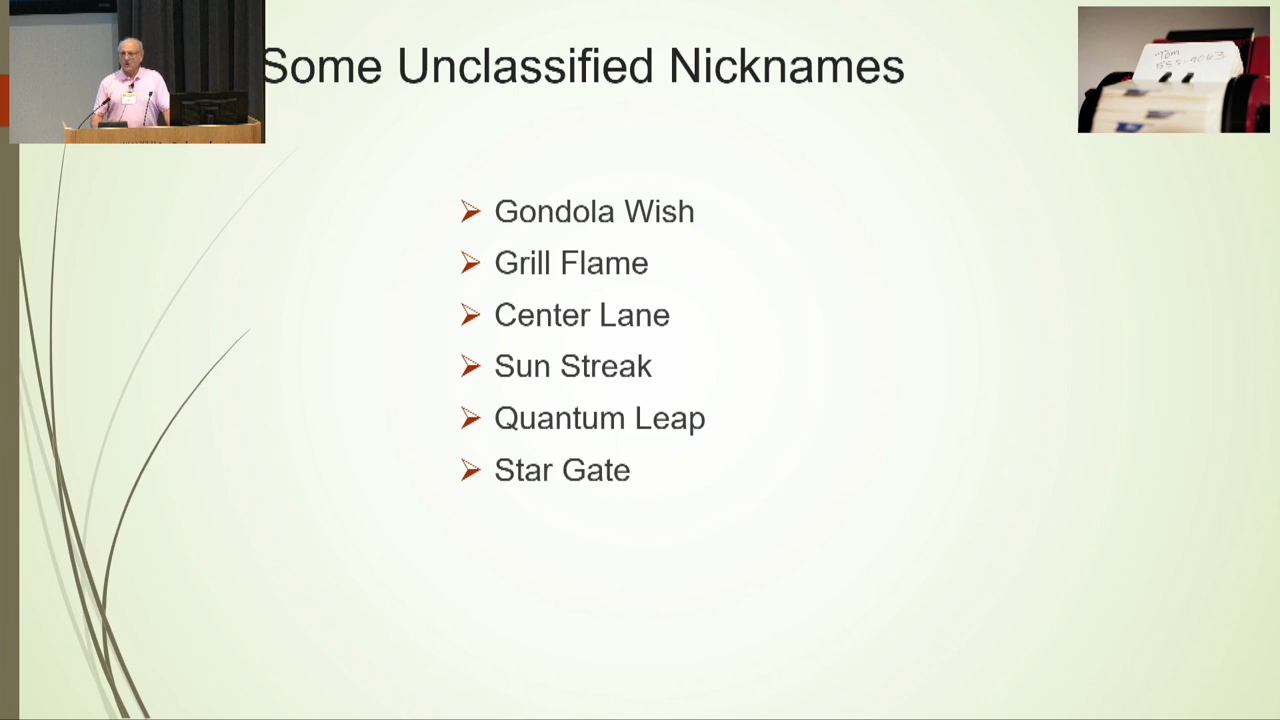 Some Unclassified Nicknames
Gondola Wish
Grill Flame
Center Lane
Sun Streak
Quantum Leap
Star Gate